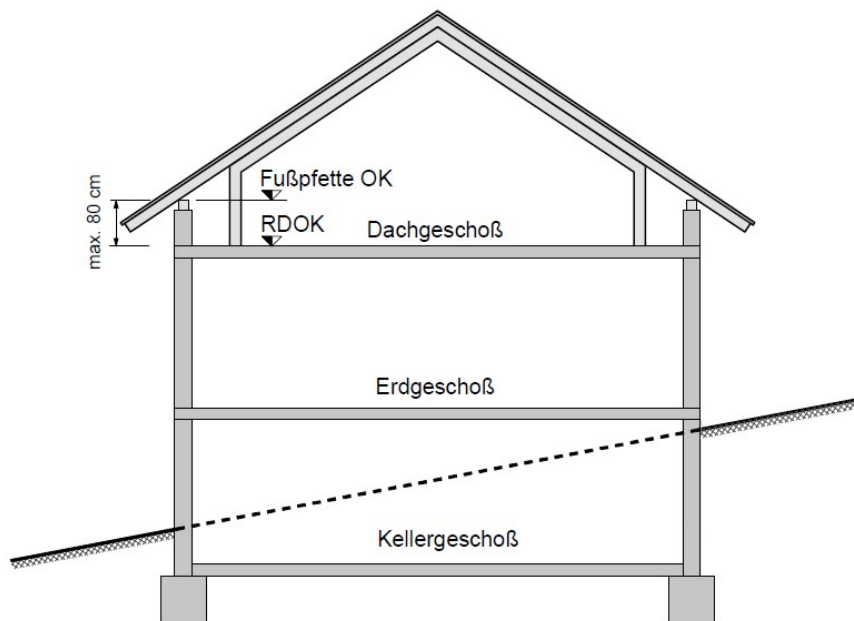 Fußpfette OK
max. 80 cm
RDOK
Dachgeschoß
Erdgeschoß
Kellergeschoß